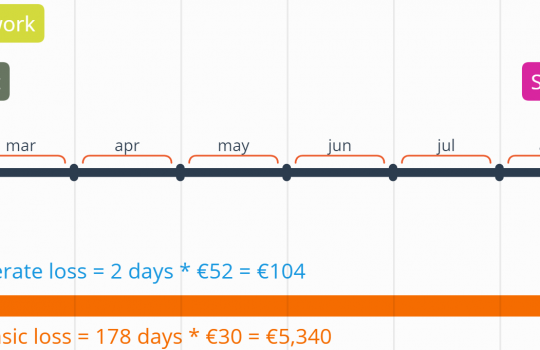 work
S
mar apr may jun jul
erate loss = 2 days * €52 = €104
sic loss = 178 days * €30 = €5,340